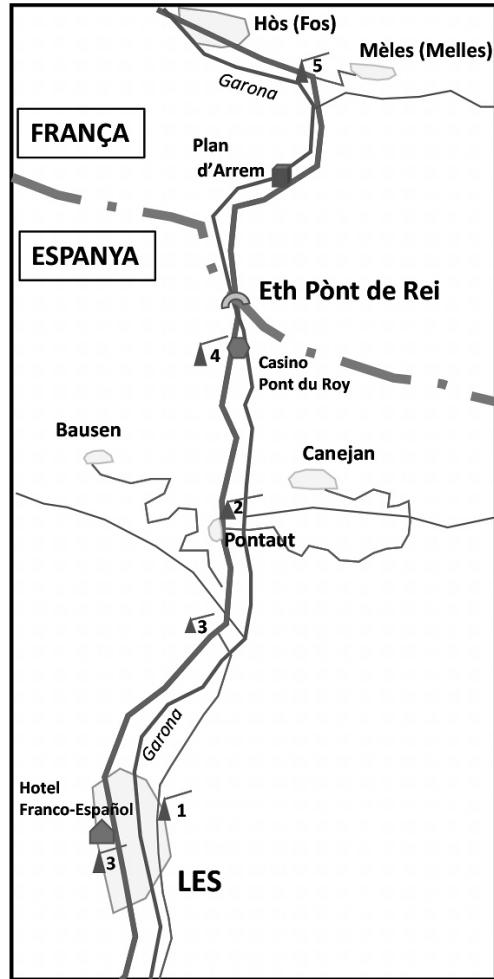 Hòs (Fos)
Mèles (Melles)
5
Garona
FRANÇA
Plan
d'Arrem
ESPANYA
Eth Pònt de Rei
4
Casino
Pont du Roy
Bausen
Canejan
2
Pontaut
3
Garona
Hotel
Franco-Español
1
3
LES